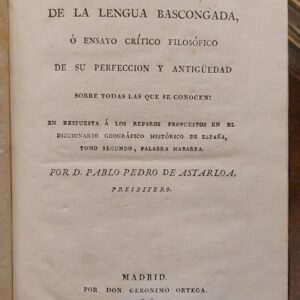 DE LA LENGUA BASCONGADA,
Ó ENSAYO CRÍTICO FILOSÓFICO
DE SU PERFECCION Y ANTIGÜEDAD
SOBRE TODAS LAS QUE SE CONOCEN:
EN RESPUESTA Á LOS REPAROS PROPUESTOS EN EL
DICCIONARIO GEOGRÁFICO HISTÓRICO DE ESPAÑA,
TOMO SEGUNDO, PALABRA NABARRA.
POR D. PABLO PEDRO DE ASTARLOA,
PRESBITERO.
MADRID.
POR DON GERONIMO ORTEGA.